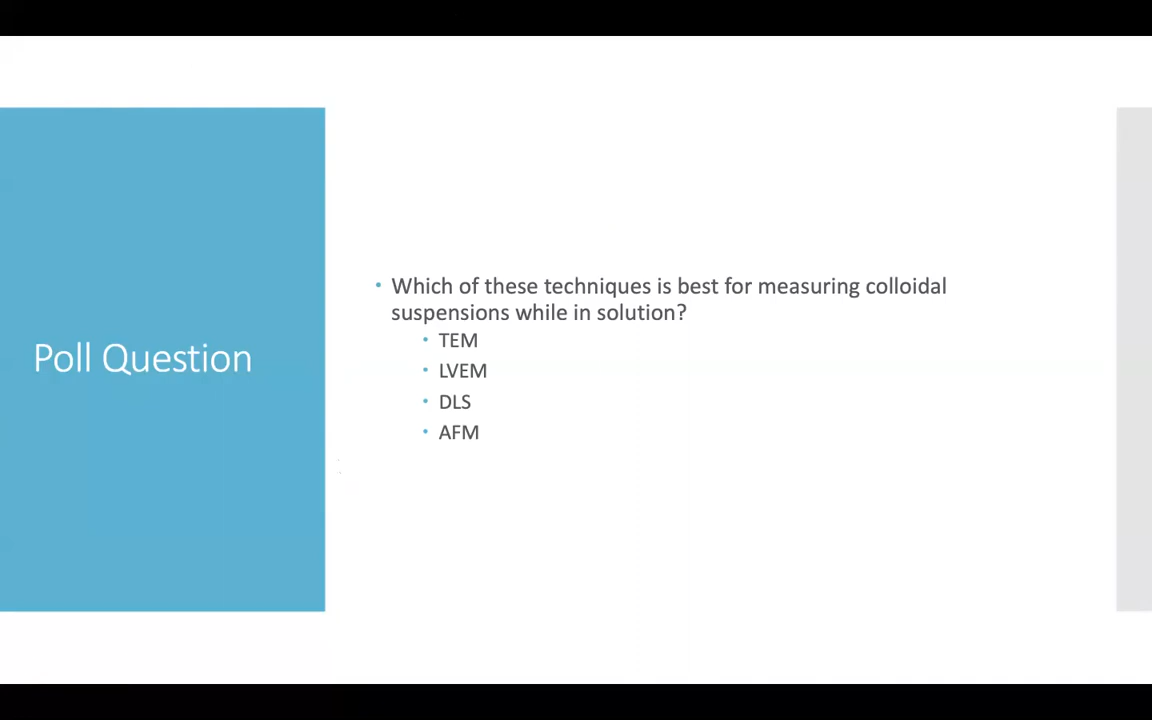 Poll Question
• Which of these techniques is best for measuring colloidal
suspensions while in solution?
• TEM
• LVEM
• DLS
• AFM